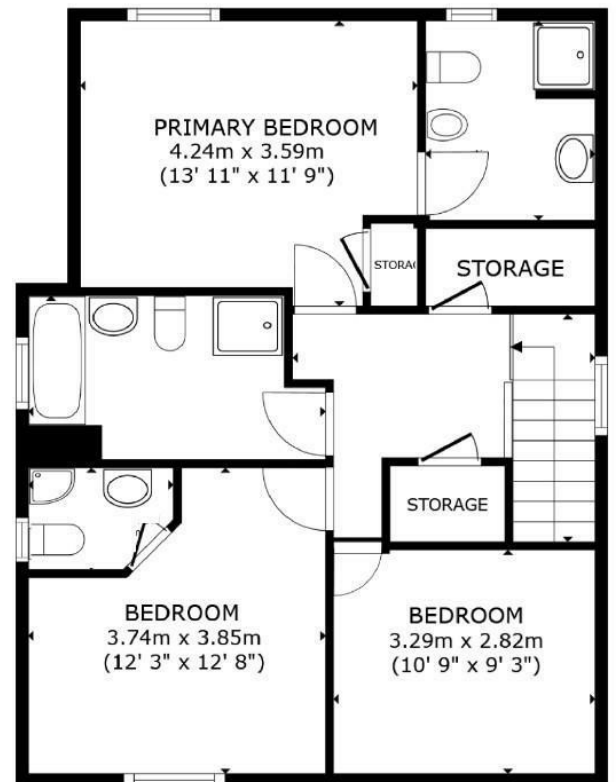 PRIMARY BEDROOM
4.24m x 3.59m
(13' 11" x 11' 9")
STORAGE
BEDROOM
3.74m x 3.85m
(12' 3" x 12' 8")
STORAGE
BEDROOM
3.29m x 2.82m
(10' 9" x 9' 3")